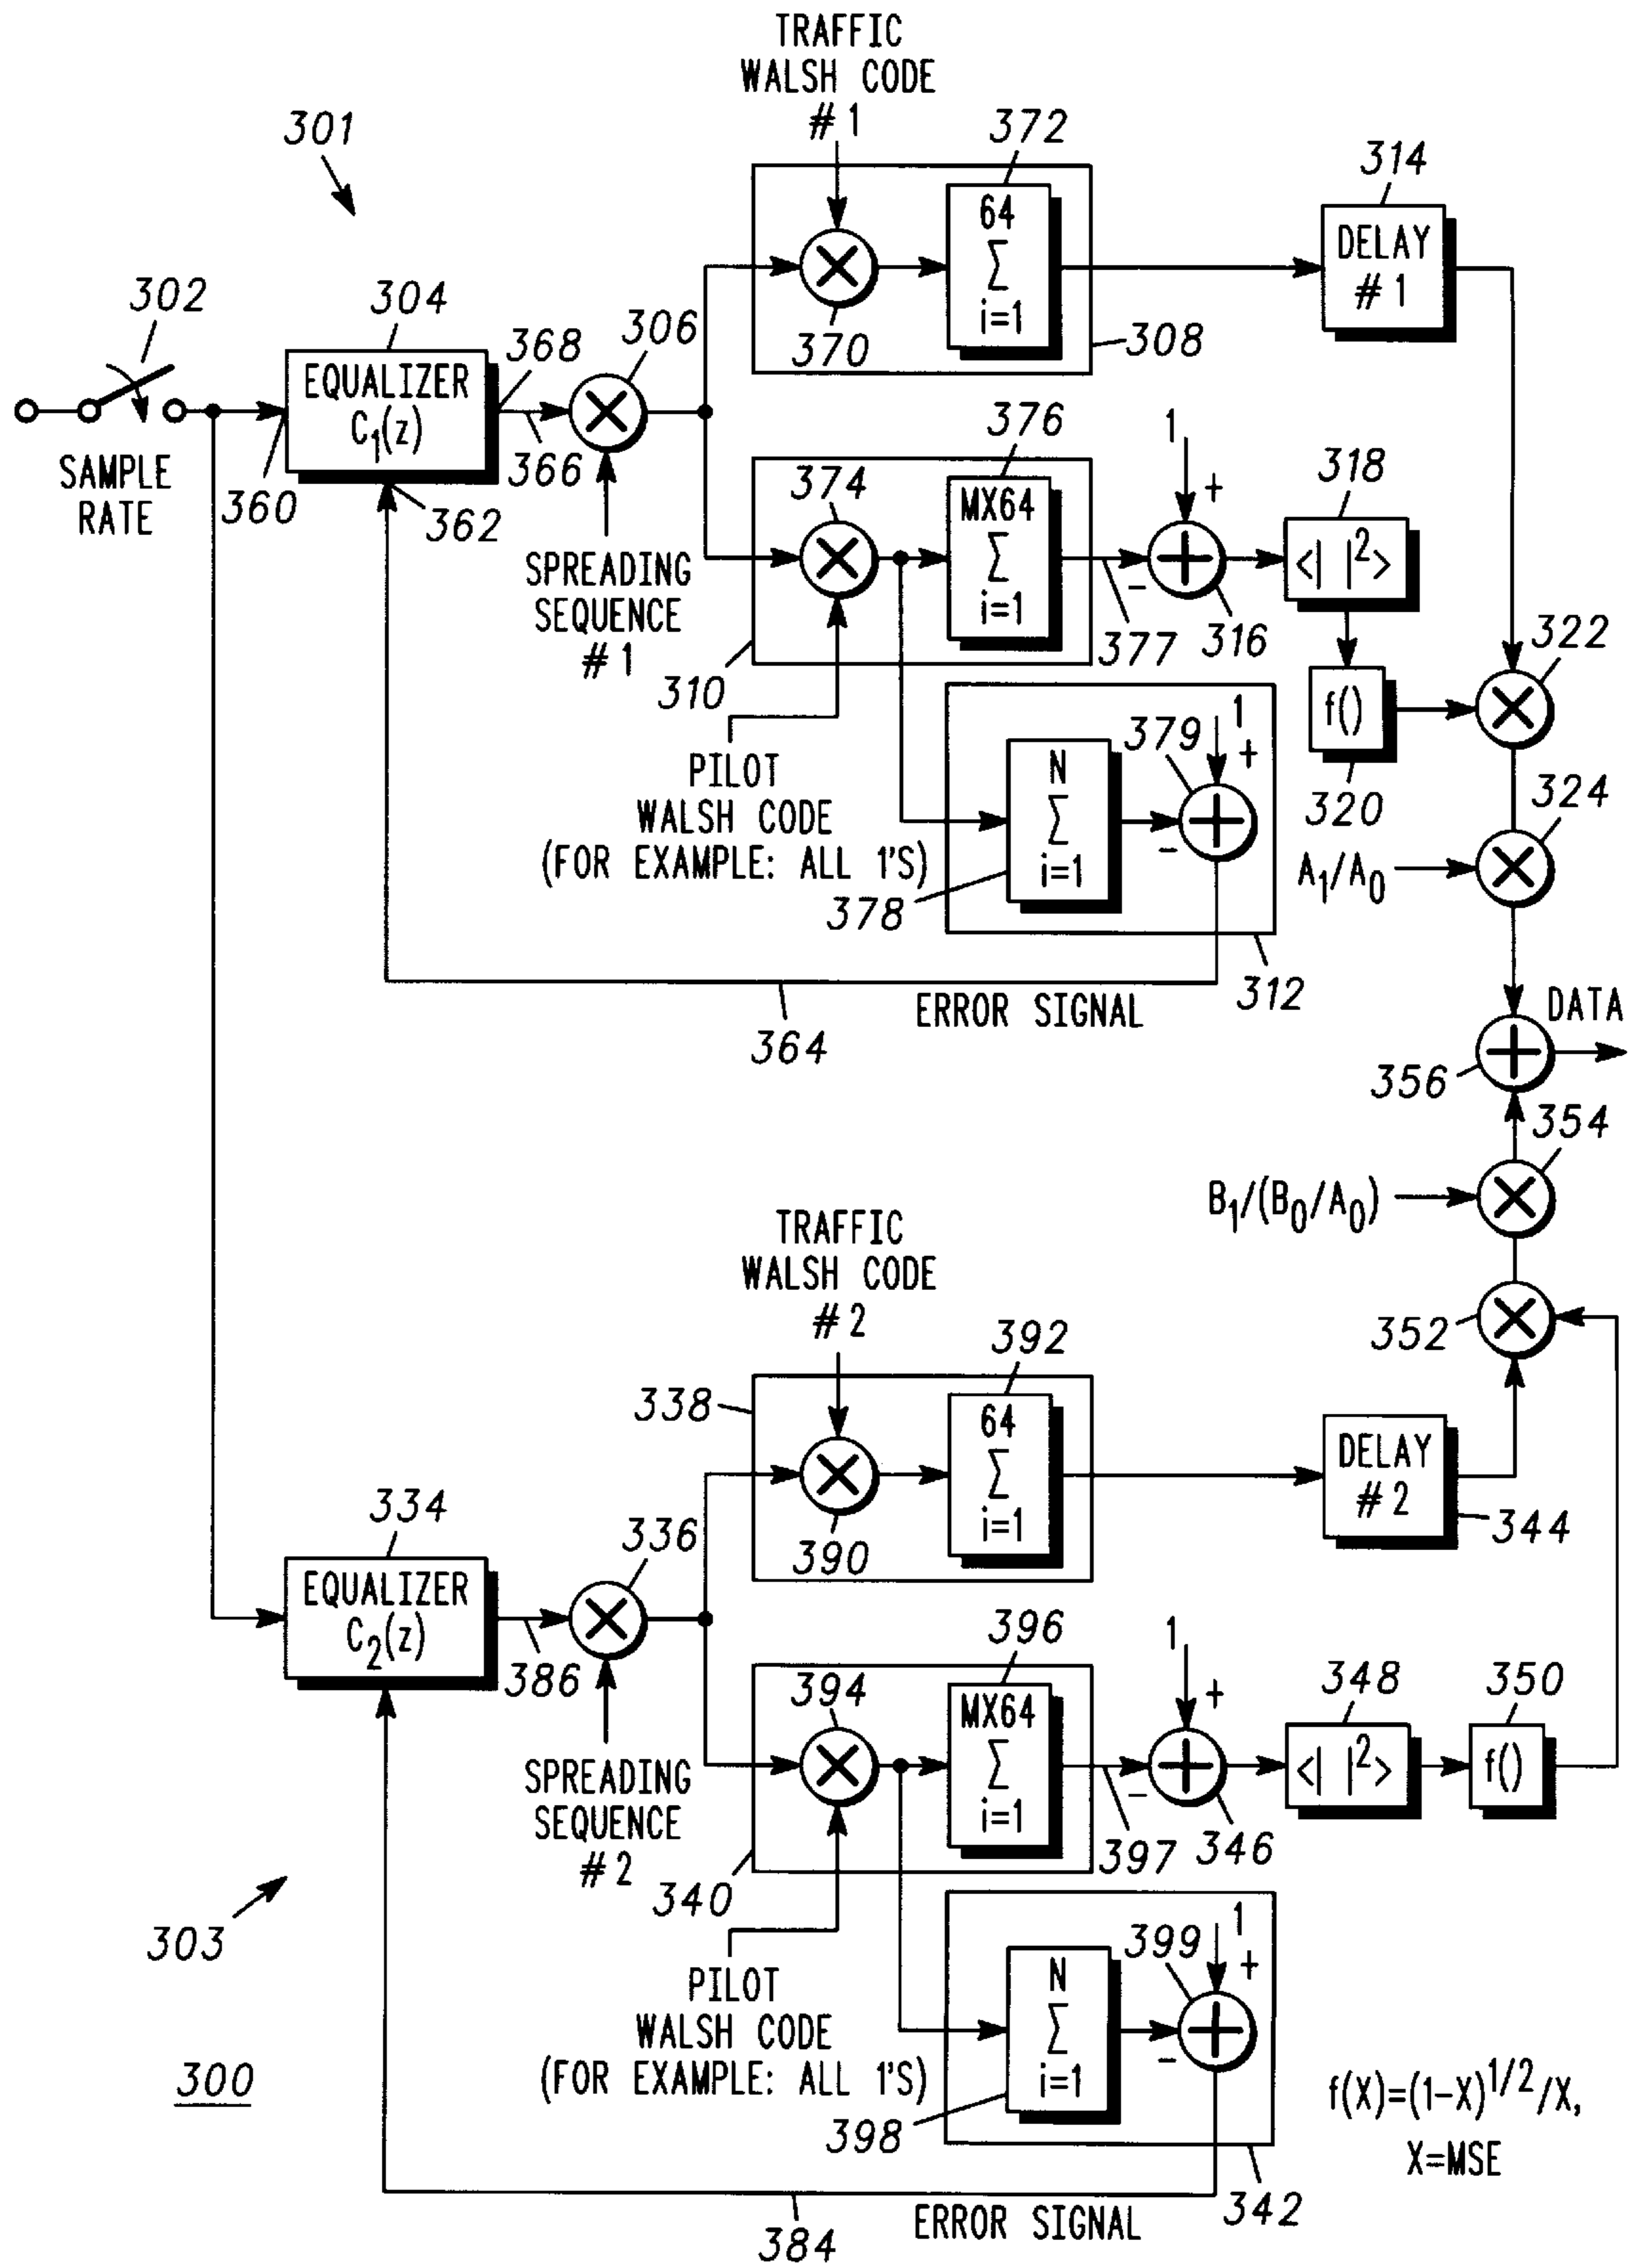 TRAFFIC
WALSH CODE
#1
372
301
314
64
Σ
i=1
DELAY
#1
302
304
368
306
370
308
EQUALIZER
C₁(z)
SAMPLE
RATE
360
362
366
374
376
1
+
318
MX64
Σ
i=1
<| |²>
SPREADING
SEQUENCE
#1
310
377
−
316
322
f()
320
PILOT
WALSH CODE
(FOR EXAMPLE: ALL 1'S)
379
1
+
N
Σ
i=1
−
324
A₁/A₀
378
312
ERROR SIGNAL
364
DATA
356
354
B₁/(B₀/A₀)
TRAFFIC
WALSH CODE
#2
352
392
338
64
Σ
i=1
DELAY
#2
344
334
336
390
EQUALIZER
C₂(z)
386
394
396
1
+
348
350
MX64
Σ
i=1
<| |²>
f()
SPREADING
SEQUENCE
#2
340
397
−
346
303
PILOT
WALSH CODE
(FOR EXAMPLE: ALL 1'S)
399
1
+
N
Σ
i=1
−
398
342
300
f(X)=(1−X)^1/2/X,
X=MSE
ERROR SIGNAL
384